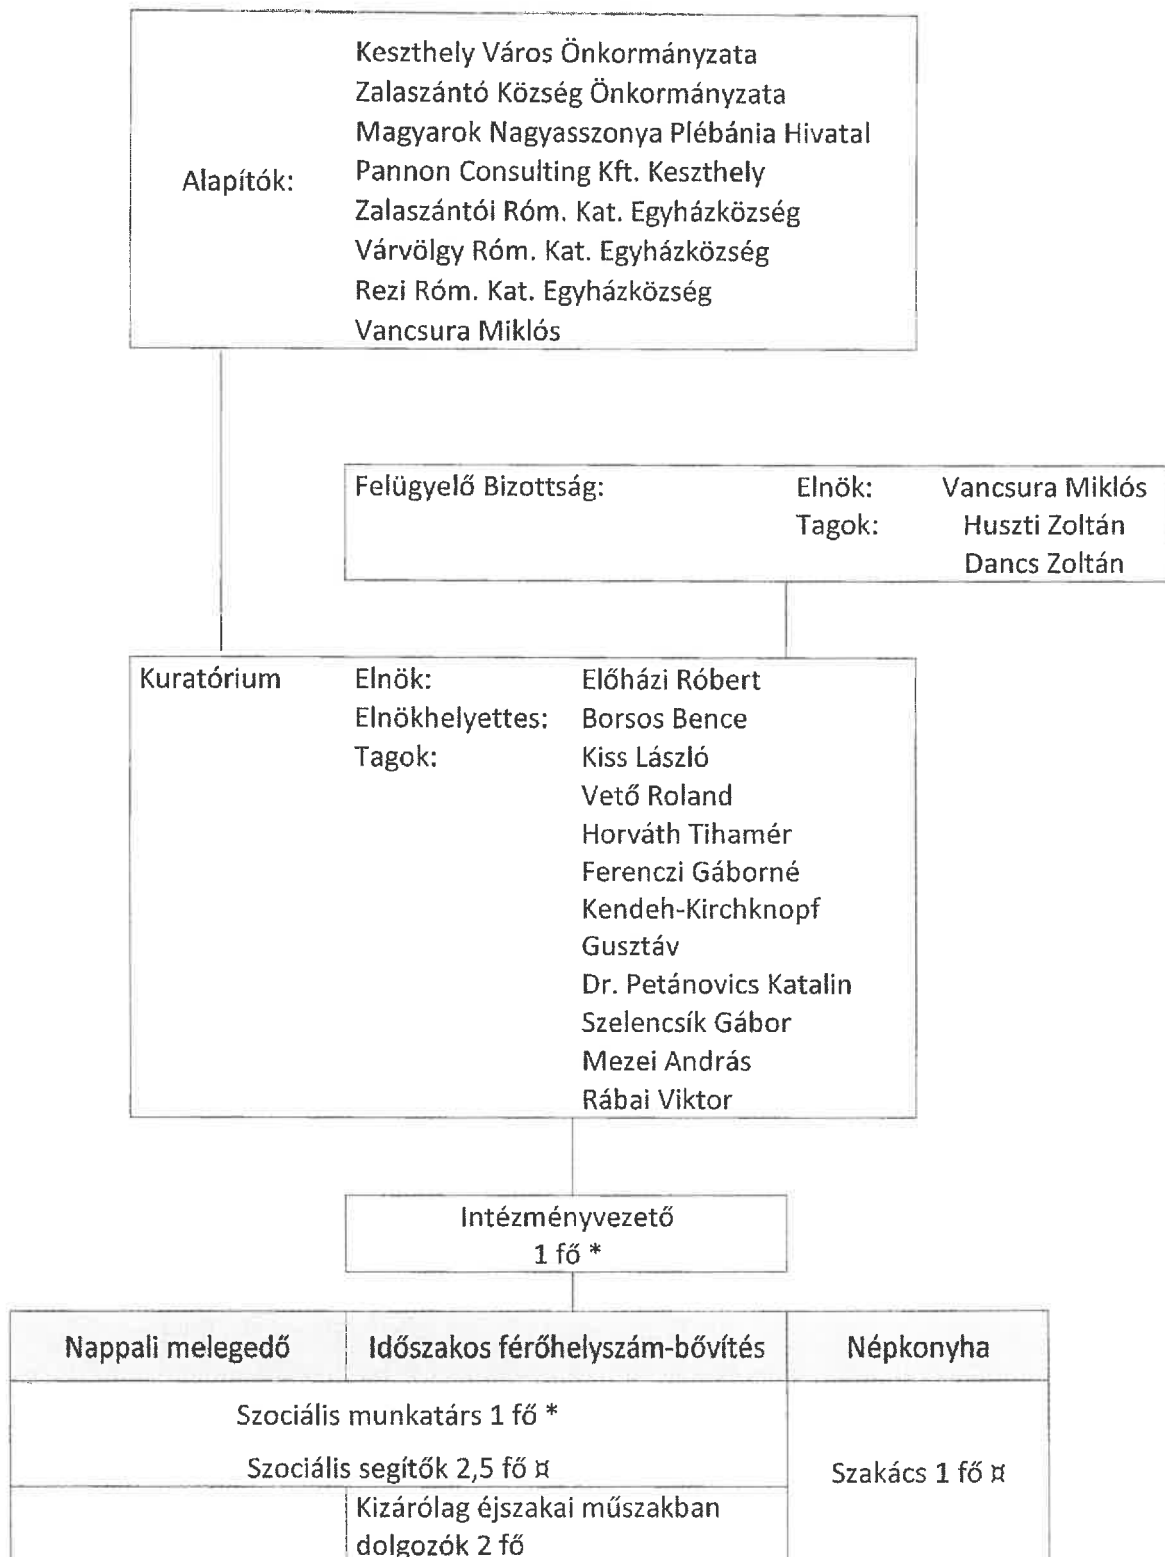 Alapítók:
Keszthely Város Önkormányzata
Zalaszántó Község Önkormányzata
Magyarok Nagyasszonya Plébánia Hivatal
Pannon Consulting Kft. Keszthely
Zalaszántói Róm. Kat. Egyházközség
Várvölgy Róm. Kat. Egyházközség
Rezi Róm. Kat. Egyházközség
Vancsura Miklós
Felügyelő Bizottság: Elnök: Vancsura Miklós
Tagok: Huszti Zoltán
Dancs Zoltán
Kuratórium Elnök: Előházi Róbert
Elnökhelyettes: Borsos Bence
Tagok: Kiss László
Vető Roland
Horváth Tihamér
Ferenczi Gáborné
Kendeh-Kirchknopf
Gusztáv
Dr. Petánovics Katalin
Szelencsík Gábor
Mezei András
Rábai Viktor
Intézményvezető
1 fő *
Nappali melegedő Időszakos férőhelyszám-bővítés Népkonyha
Szociális munkatárs 1 fő *
Szociális segítők 2,5 fő ¤
Szakács 1 fő ¤
Kizárólag éjszakai műszakban
dolgozók 2 fő